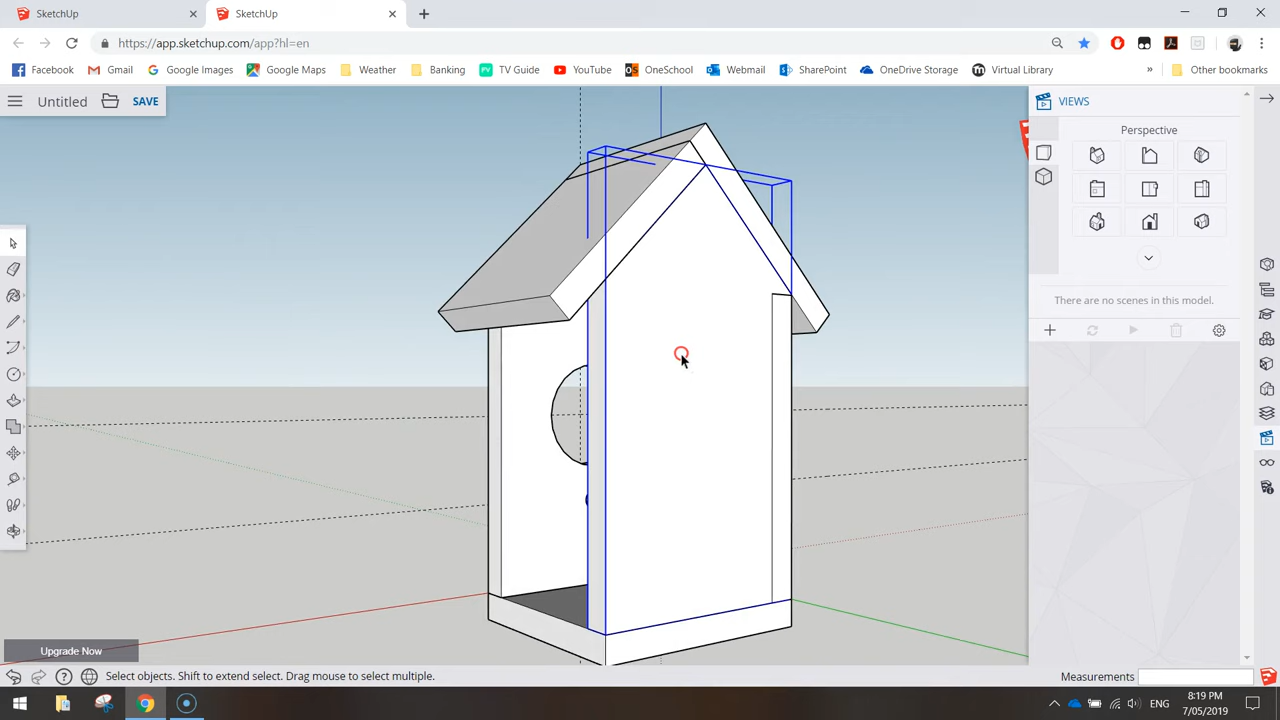 SketchUp
SketchUp
https://app.sketchup.com/app?hl=en
Facebook
Gmail
Google Images
Google Maps
Weather
Banking
TV Guide
YouTube
OneSchool
Webmail
SharePoint
OneDrive Storage
Virtual Library
»
Other bookmarks
Untitled
SAVE
VIEWS
Perspective
There are no scenes in this model.
Upgrade Now
Select objects. Shift to extend select. Drag mouse to select multiple.
Measurements
ENG
8:19 PM
7/05/2019